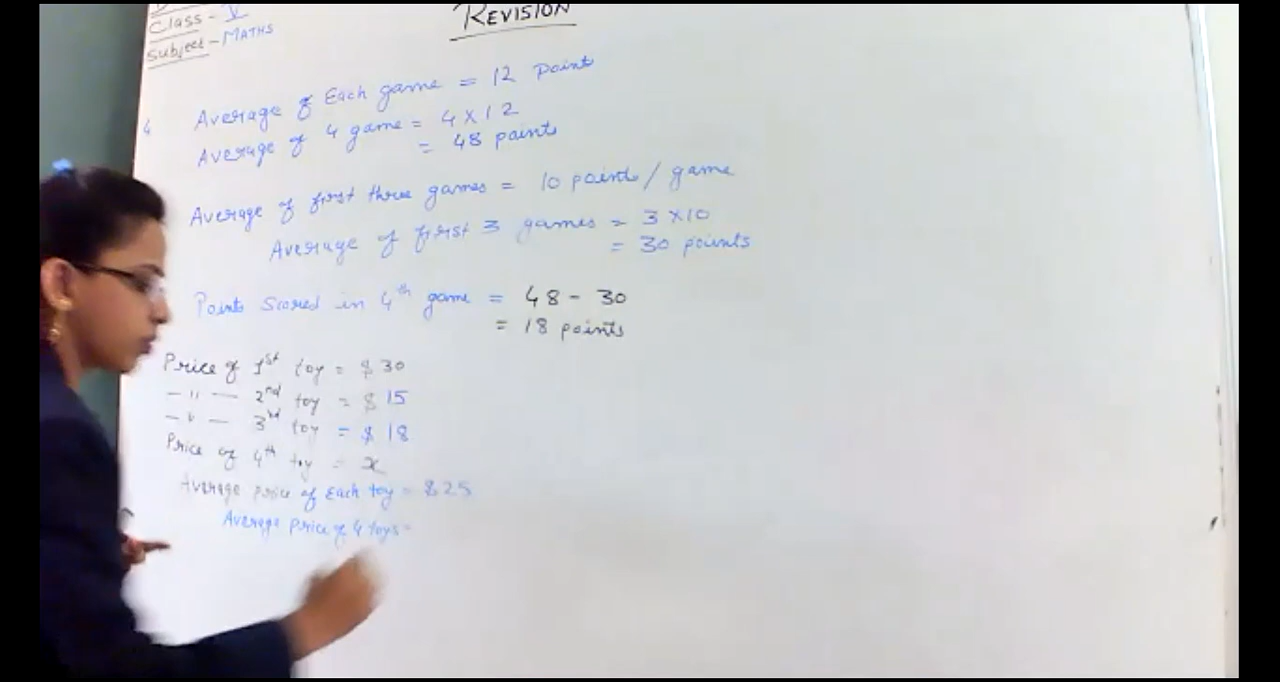 REVISION
Class - V
Subject - MATHS
4 Average of Each game = 12 Point
Average of 4 game = 4 x 12
= 48 points
Average of first three games = 10 points / game
Average of first 3 games = 3 x 10
= 30 points
Points Scored in 4th game = 48 - 30
= 18 points
Price of 1st toy = $ 30
- " - 2nd toy = $ 15
- " - 3rd toy = $ 18
Price of 4th toy = x
Average price of Each toy = $25
Average Price of 4 toys =